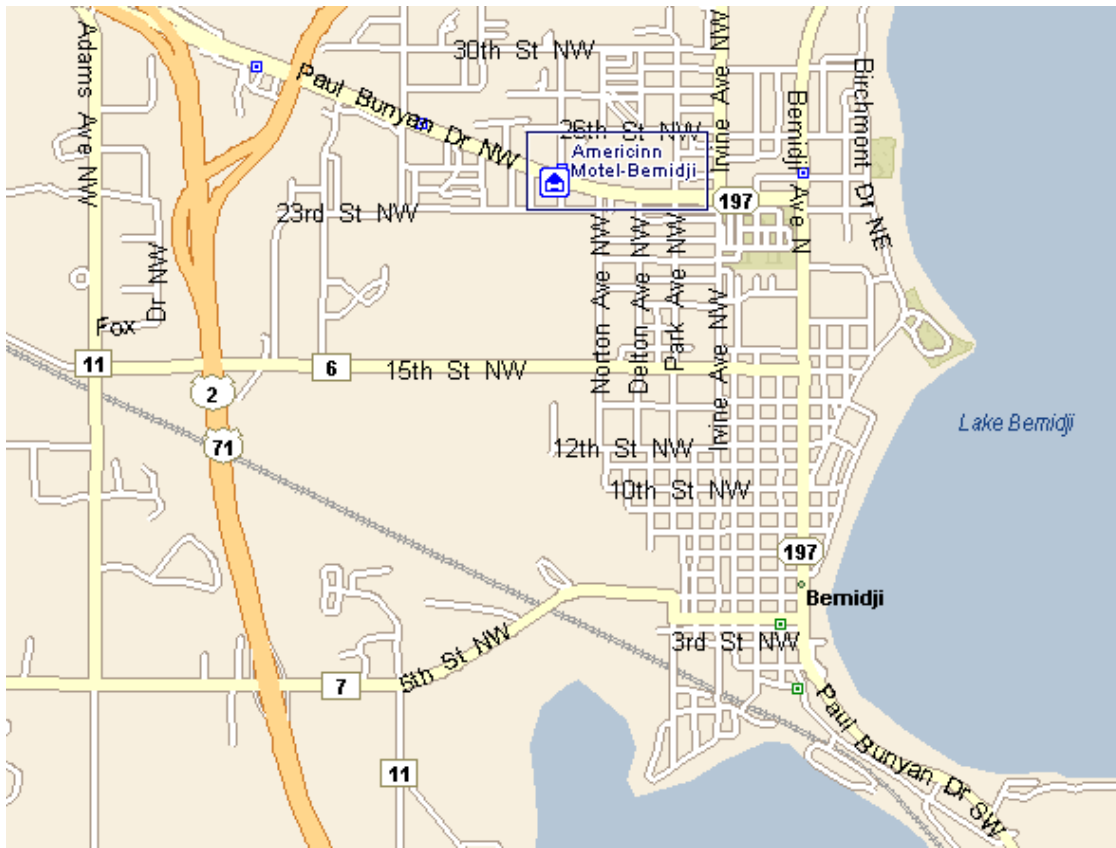 Adams Ave NW
30th St NW
Paul Bunyan Dr NW
Irvine Ave NW
Bemidji Ave N
Birchmont Dr NE
26th St NW
Americinn
Motel-Bemidji
197
23rd St NW
Fox Dr NW
Norton Ave NW
Delton Ave NW
Park Ave NW
Irvine Ave NW
11
6
15th St NW
2
71
Lake Bemidji
12th St NW
10th St NW
197
Bemidji
5th St NW
3rd St NW
7
Paul Bunyan Dr SW
11